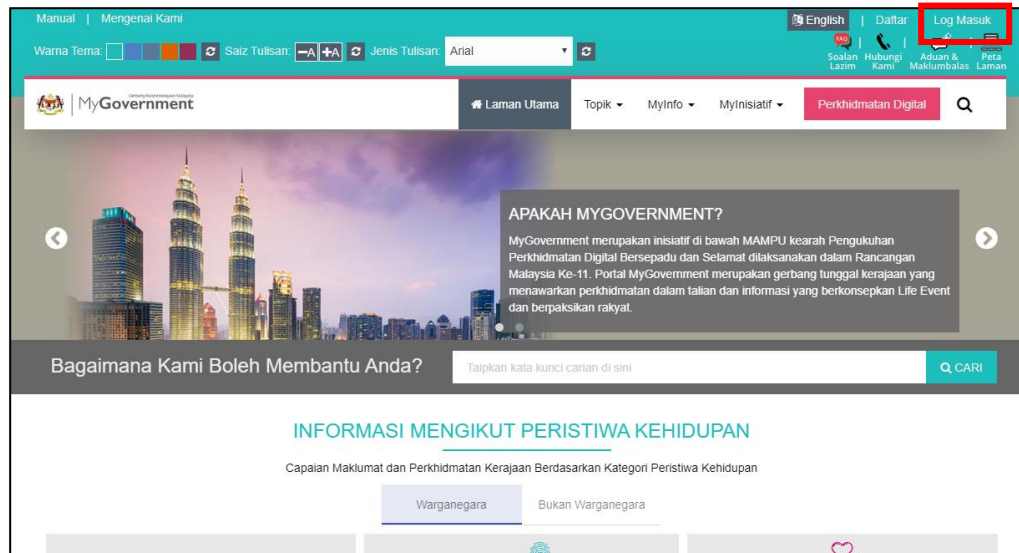 Manual | Mengenai Kami
English | Daftar
Log Masuk
Warna Tema:
Saiz Tulisan: -A +A
Jenis Tulisan: Arial
FAQ
Soalan Lazim
Hubungi Kami
Aduan & Maklumbalas
Peta Laman
MyGovernment
Laman Utama
Topik
MyInfo
MyInisiatif
Perkhidmatan Digital
APAKAH MYGOVERNMENT?
MyGovernment merupakan inisiatif di bawah MAMPU kearah Pengukuhan
Perkhidmatan Digital Bersepadu dan Selamat dilaksanakan dalam Rancangan
Malaysia Ke-11. Portal MyGovernment merupakan gerbang tunggal kerajaan yang
menawarkan perkhidmatan dalam talian dan informasi yang berkonsepkan Life Event
dan berpaksikan rakyat.
Bagaimana Kami Boleh Membantu Anda?
Taipkan kata kunci carian di sini
CARI
INFORMASI MENGIKUT PERISTIWA KEHIDUPAN
Capaian Maklumat dan Perkhidmatan Kerajaan Berdasarkan Kategori Peristiwa Kehidupan
Warganegara
Bukan Warganegara